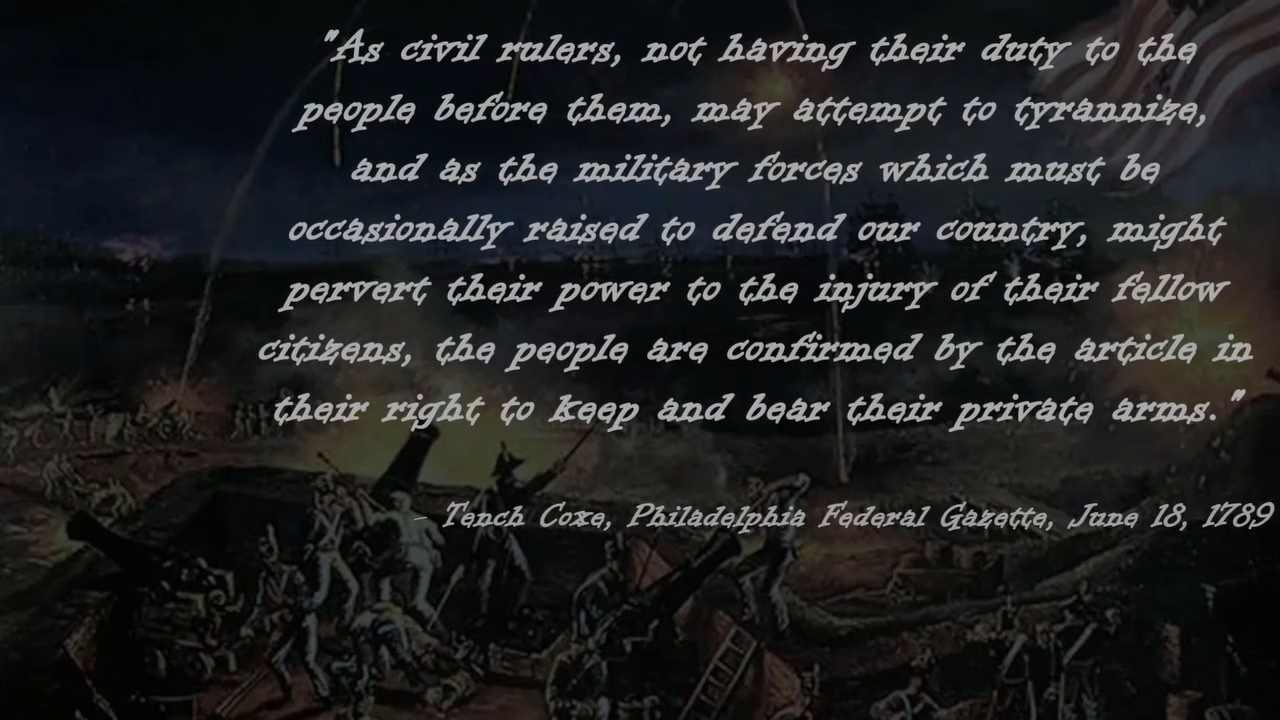 "As civil rulers, not having their duty to the
people before them, may attempt to tyrannize,
and as the military forces which must be
occasionally raised to defend our country, might
pervert their power to the injury of their fellow
citizens, the people are confirmed by the article in
their right to keep and bear their private arms."
– Tench Coxe, Philadelphia Federal Gazette, June 18, 1789